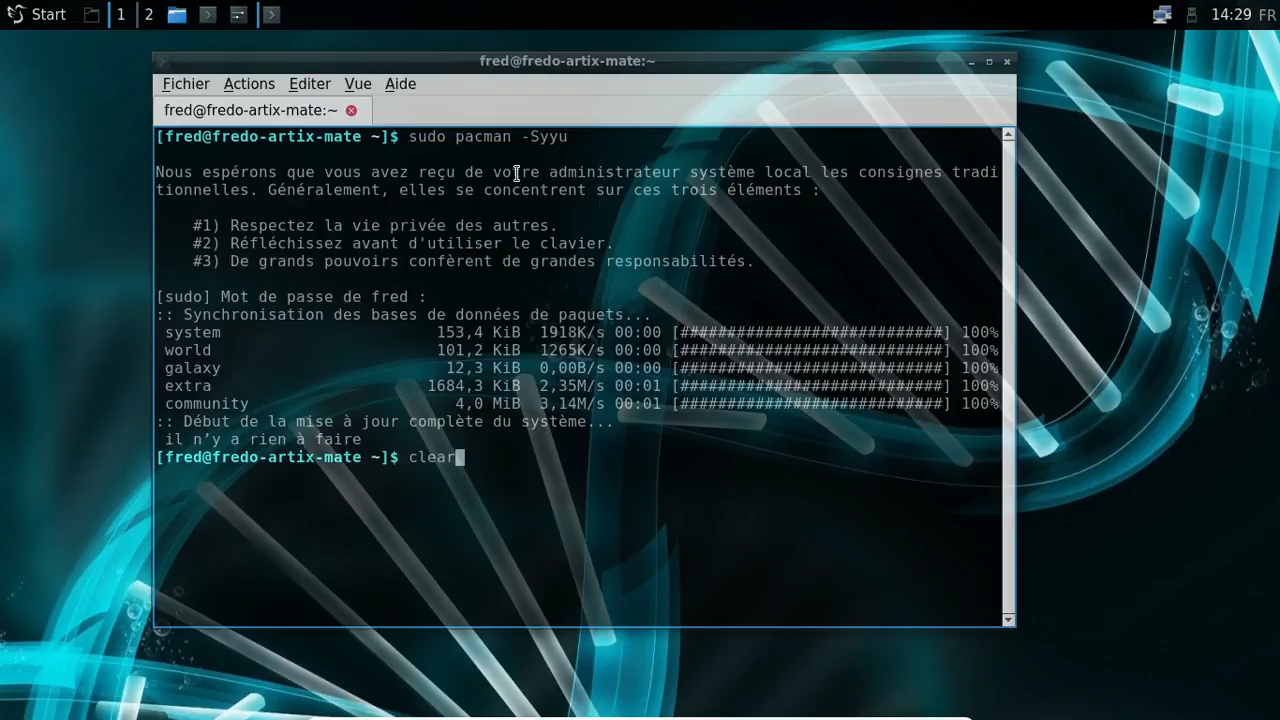 Start 1 2 14:29 FR
fred@fredo-artix-mate:~
Fichier Actions Editer Vue Aide
fred@fredo-artix-mate:~
[fred@fredo-artix-mate ~]$ sudo pacman -Syyu
Nous espérons que vous avez reçu de votre administrateur système local les consignes tradi
tionnelles. Généralement, elles se concentrent sur ces trois éléments :
#1) Respectez la vie privée des autres.
#2) Réfléchissez avant d'utiliser le clavier.
#3) De grands pouvoirs confèrent de grandes responsabilités.
[sudo] Mot de passe de fred :
:: Synchronisation des bases de données de paquets...
system 153,4 KiB 1918K/s 00:00 [############################] 100%
world 101,2 KiB 1265K/s 00:00 [############################] 100%
galaxy 12,3 KiB 0,00B/s 00:00 [############################] 100%
extra 1684,3 KiB 2,35M/s 00:01 [############################] 100%
community 4,0 MiB 3,14M/s 00:01 [############################] 100%
:: Début de la mise à jour complète du système...
il n’y a rien à faire
[fred@fredo-artix-mate ~]$ clear